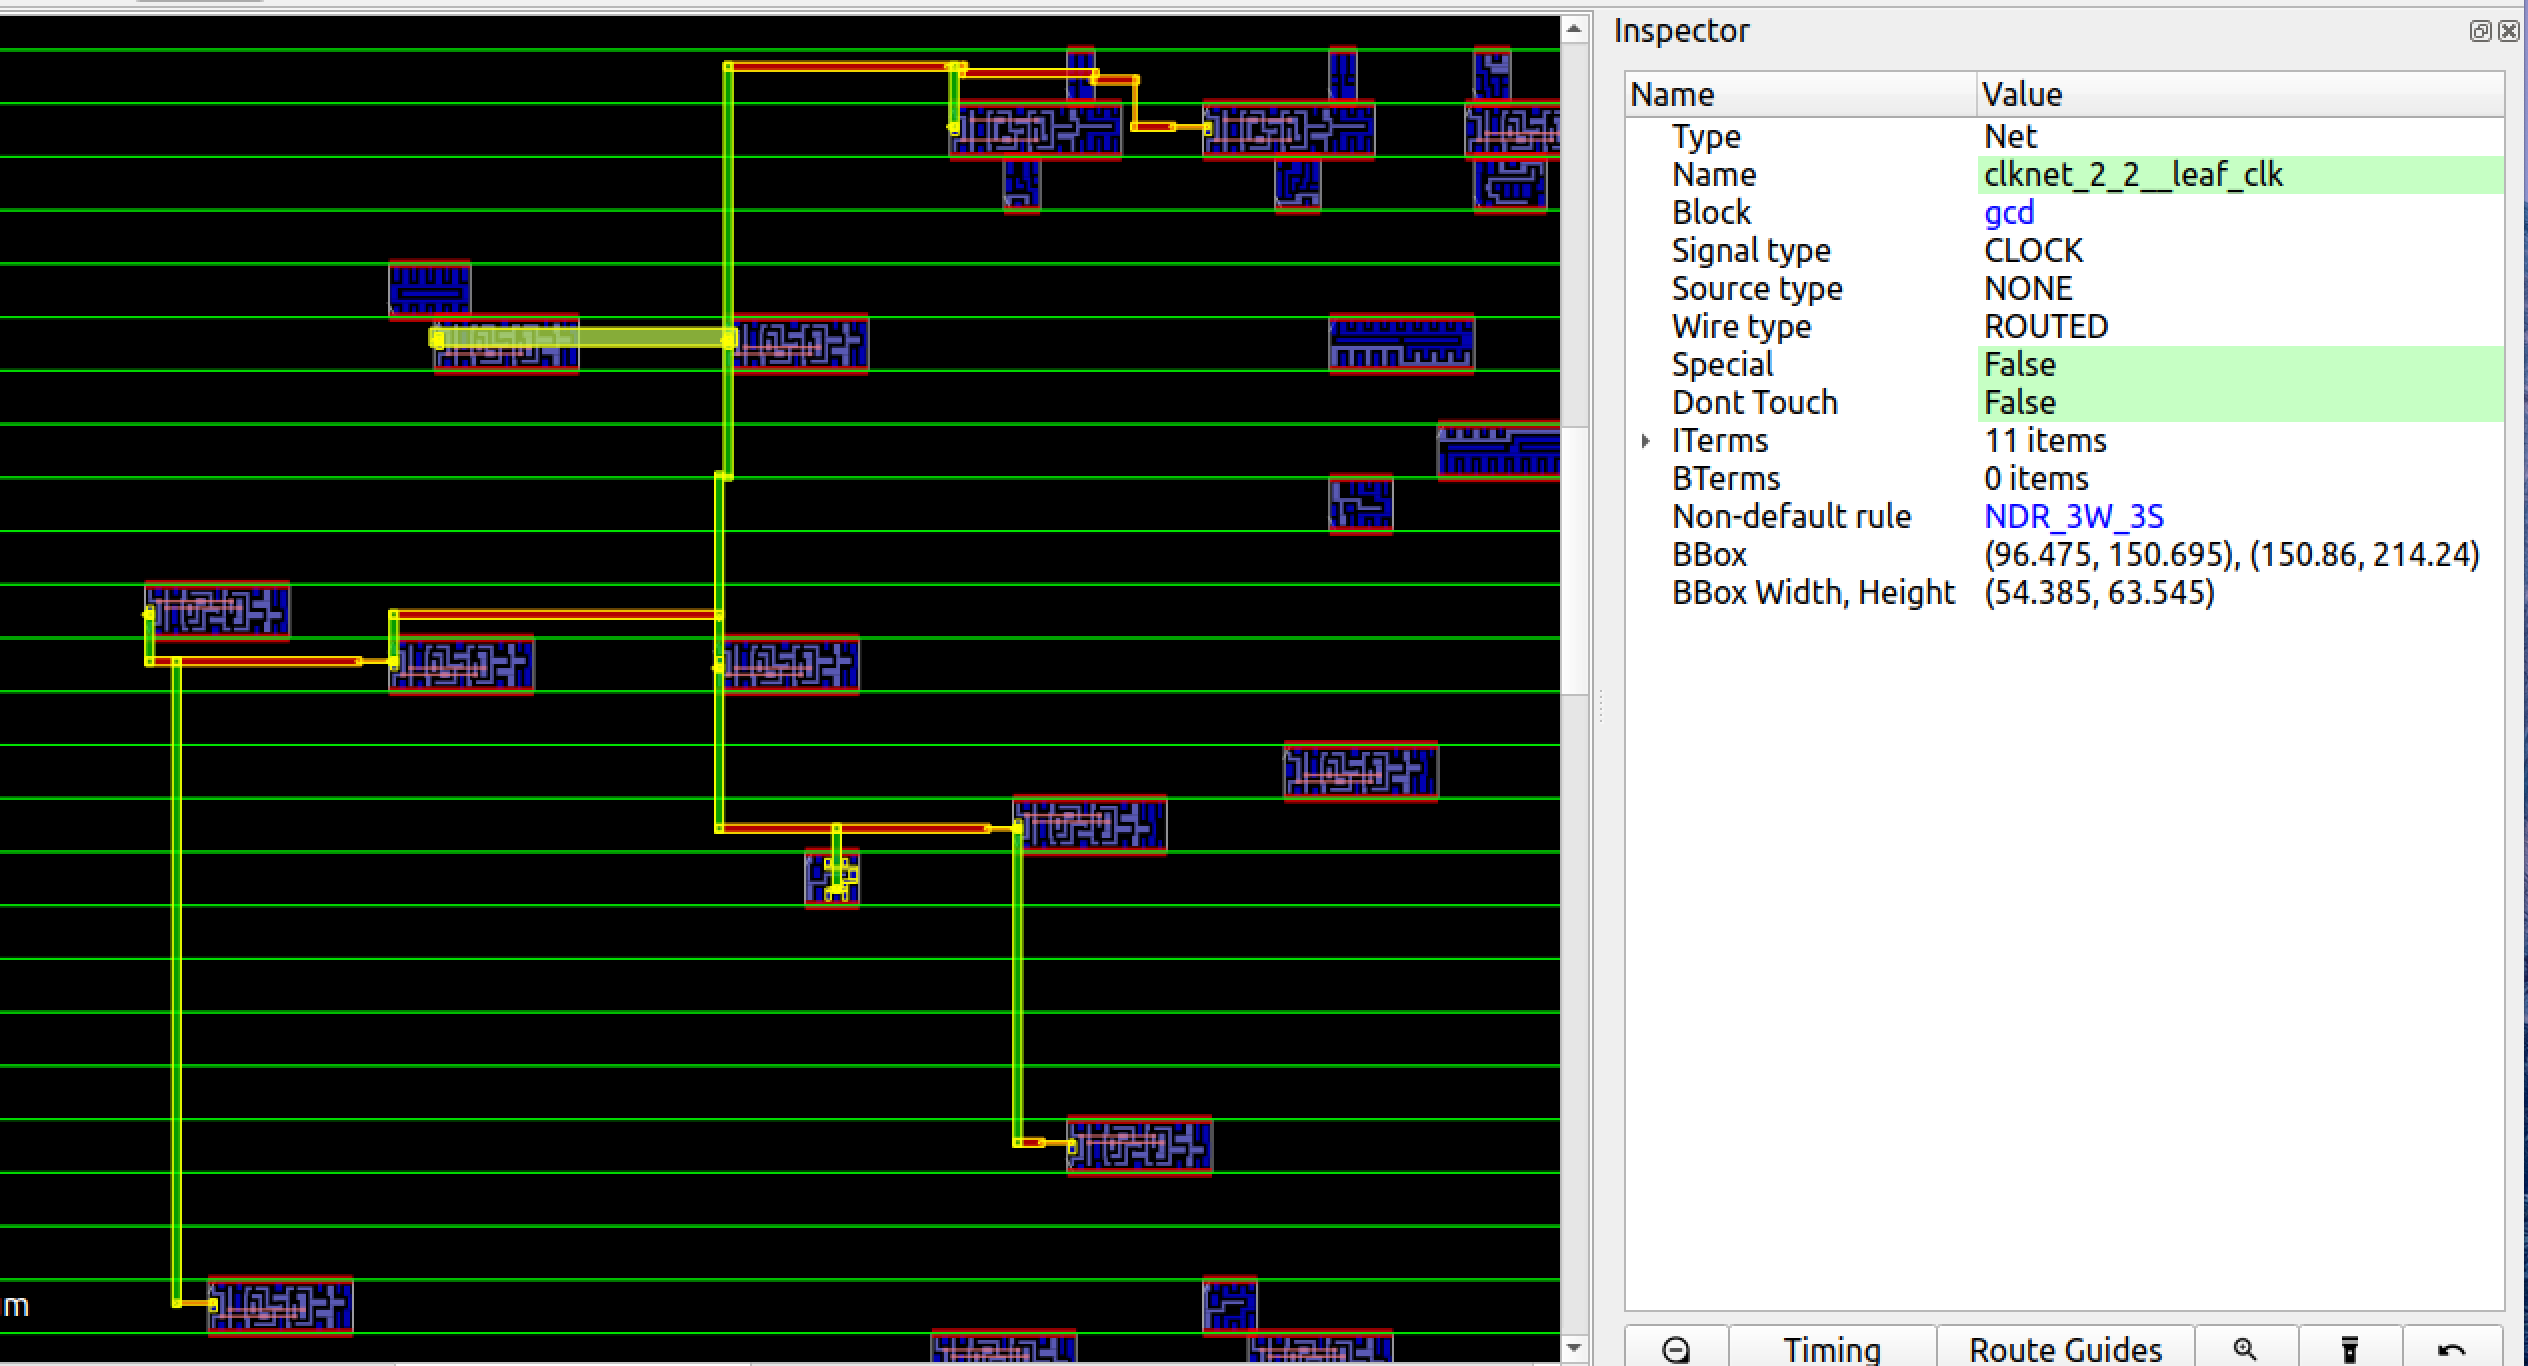 Inspector
Name Value
Type Net
Name clknet_2_2__leaf_clk
Block gcd
Signal type CLOCK
Source type NONE
Wire type ROUTED
Special False
Dont Touch False
ITerms 11 items
BTerms 0 items
Non-default rule NDR_3W_3S
BBox (96.475, 150.695), (150.86, 214.24)
BBox Width, Height (54.385, 63.545)
m
Timing Route Guides